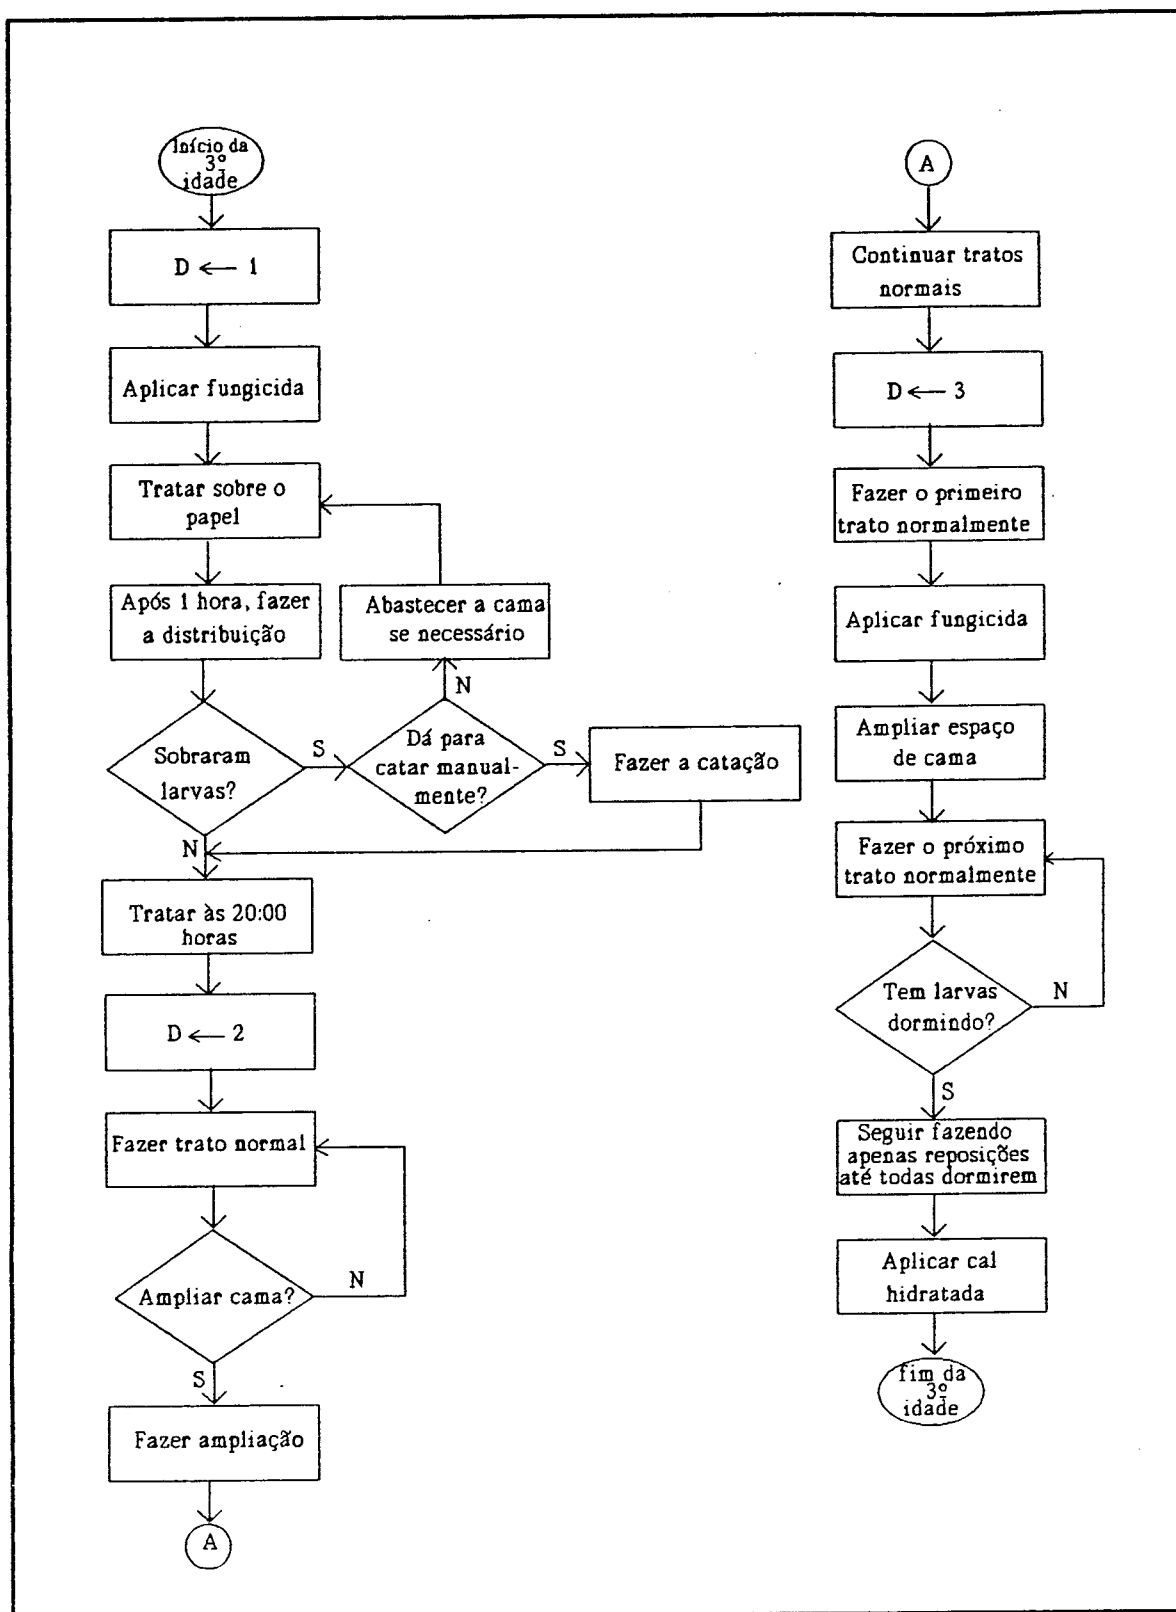 Início da
3º
idade
D ← 1
Aplicar fungicida
Tratar sobre o
papel
Após 1 hora, fazer
a distribuição
Abastecer a cama
se necessário
N
Sobraram
larvas?
S
Dá para
catar manual-
mente?
S
Fazer a catação
N
Tratar às 20:00
horas
D ← 2
Fazer trato normal
Ampliar cama?
N
S
Fazer ampliação
A
A
Continuar tratos
normais
D ← 3
Fazer o primeiro
trato normalmente
Aplicar fungicida
Ampliar espaço
de cama
Fazer o próximo
trato normalmente
Tem larvas
dormindo?
N
S
Seguir fazendo
apenas reposições
até todas dormirem
Aplicar cal
hidratada
fim da
3º
idade